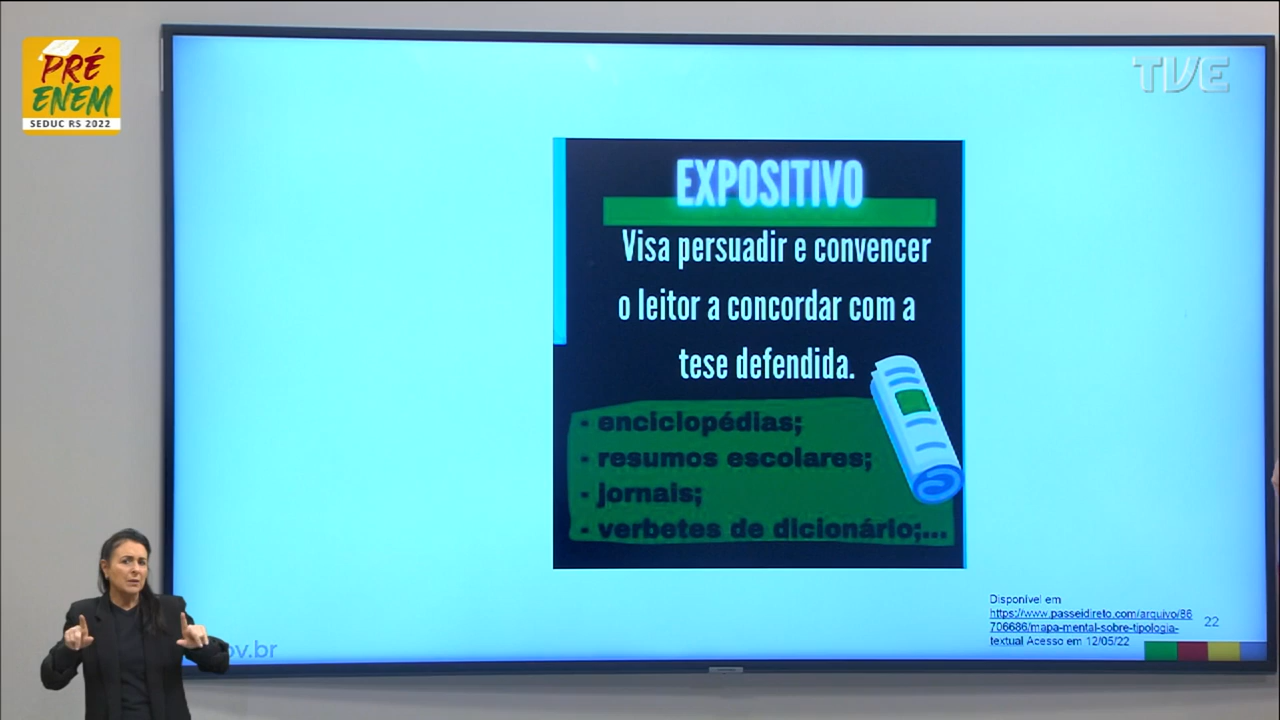 PRÉ
ENEM
SEDUC RS 2022
TVE
EXPOSITIVO
Visa persuadir e convencer
o leitor a concordar com a
tese defendida.
- enciclopédias;
- resumos escolares;
- jornais;
- verbetes de dicionário;...
Disponível em
https://www.passeidireto.com/arquivo/86
706686/mapa-mental-sobre-tipologia-
textual Acesso em 12/05/22
22
ov.br